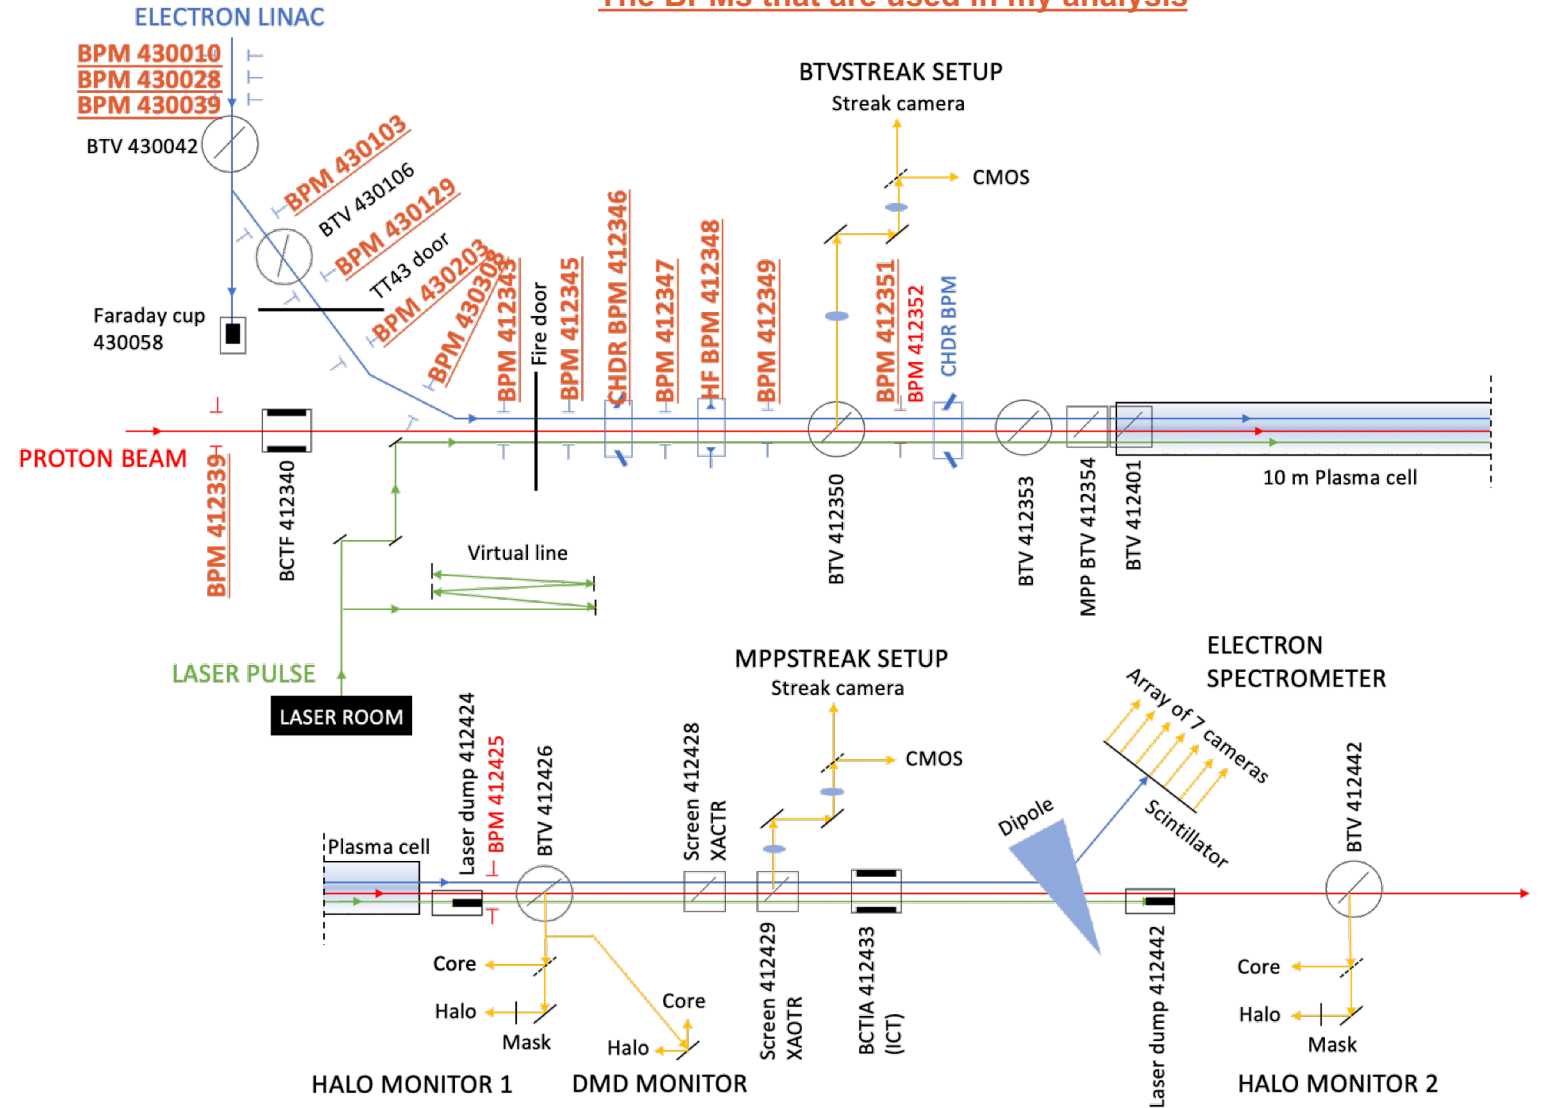 The BPMs that are used in my analysis
ELECTRON LINAC
BPM 430010
BPM 430028
BPM 430039
BTV 430042
BPM 430103
BTV 430106
BPM 430129
TT43 door
BPM 430203
BPM 430308
Faraday cup
430058
BPM 412343
Fire door
BPM 412345
CHDR BPM 412346
BPM 412347
HF BPM 412348
BPM 412349
BTVSTREAK SETUP
Streak camera
CMOS
BPM 412351
BPM 412352
CHDR BPM
PROTON BEAM
BPM 412339
BCTF 412340
BTV 412350
BTV 412353
MPP BTV 412354
BTV 412401
10 m Plasma cell
Virtual line
LASER PULSE
LASER ROOM
MPPSTREAK SETUP
Streak camera
CMOS
ELECTRON
SPECTROMETER
Array of 7 cameras
Scintillator
Dipole
Plasma cell
Laser dump 412424
BPM 412425
BTV 412426
Screen 412428
XACTR
Screen 412429
XAOTR
BCTIA 412433
(ICT)
Laser dump 412442
BTV 412442
Core
Halo
Mask
Core
Halo
Core
Halo
Mask
HALO MONITOR 1
DMD MONITOR
HALO MONITOR 2